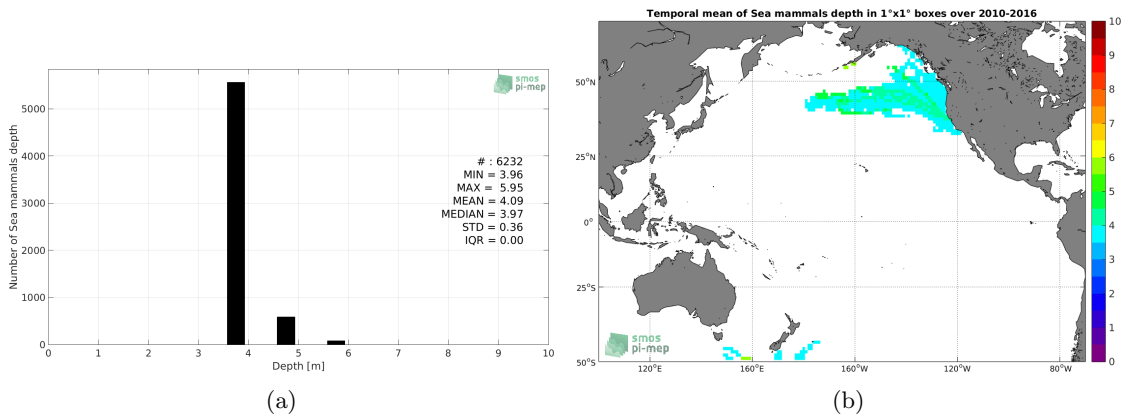 smos
pi-mep
Number of Sea mammals depth
5000
4000
3000
2000
1000
0
# : 6232
MIN = 3.96
MAX = 5.95
MEAN = 4.09
MEDIAN = 3.97
STD = 0.36
IQR = 0.00
0 1 2 3 4 5 6 7 8 9 10
Depth [m]
(a)
Temporal mean of Sea mammals depth in 1°x1° boxes over 2010-2016
50°N
25°N
0°
25°S
50°S
120°E 160°E 160°W 120°W 80°W
smos
pi-mep
10
9
8
7
6
5
4
3
2
1
0
(b)